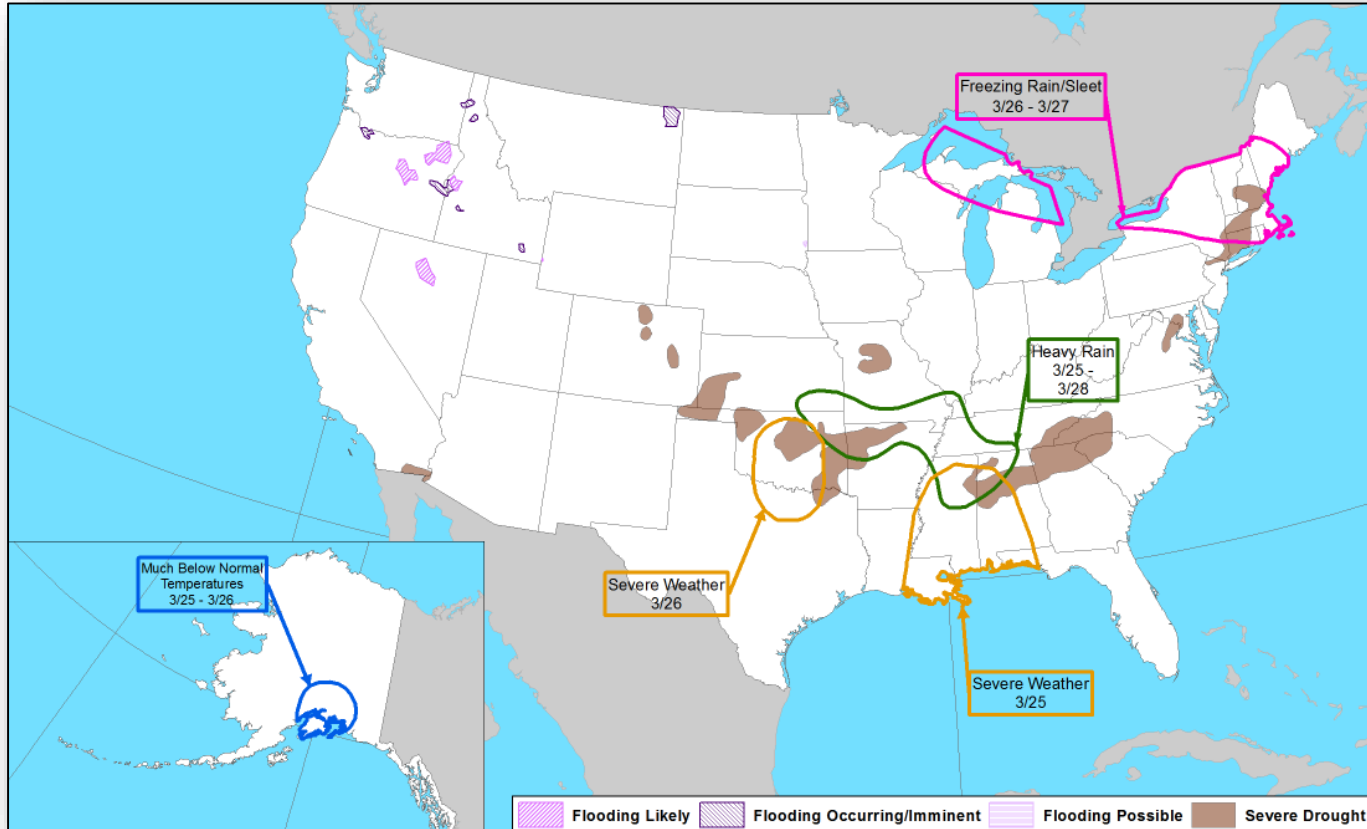 Freezing Rain/Sleet
3/26 - 3/27
Heavy Rain
3/25 -
3/28
Much Below Normal
Temperatures
3/25 - 3/26
Severe Weather
3/26
Severe Weather
3/25
Flooding Likely
Flooding Occurring/Imminent
Flooding Possible
Severe Drought